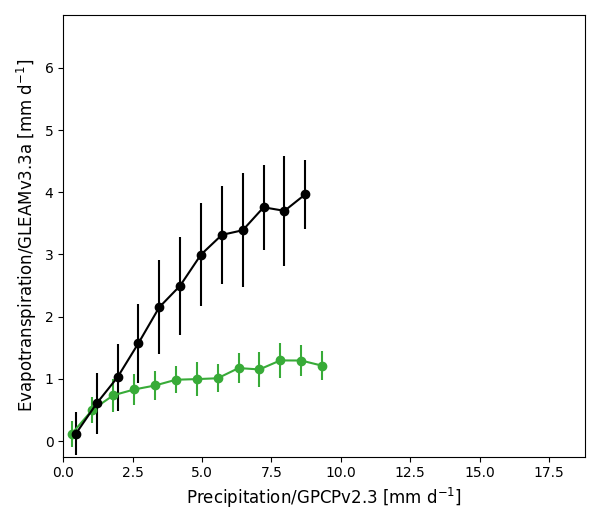 6
5
4
3
2
1
0
Evapotranspiration/GLEAMv3.3a [mm d⁻¹]
0.0 2.5 5.0 7.5 10.0 12.5 15.0 17.5
Precipitation/GPCPv2.3 [mm d⁻¹]